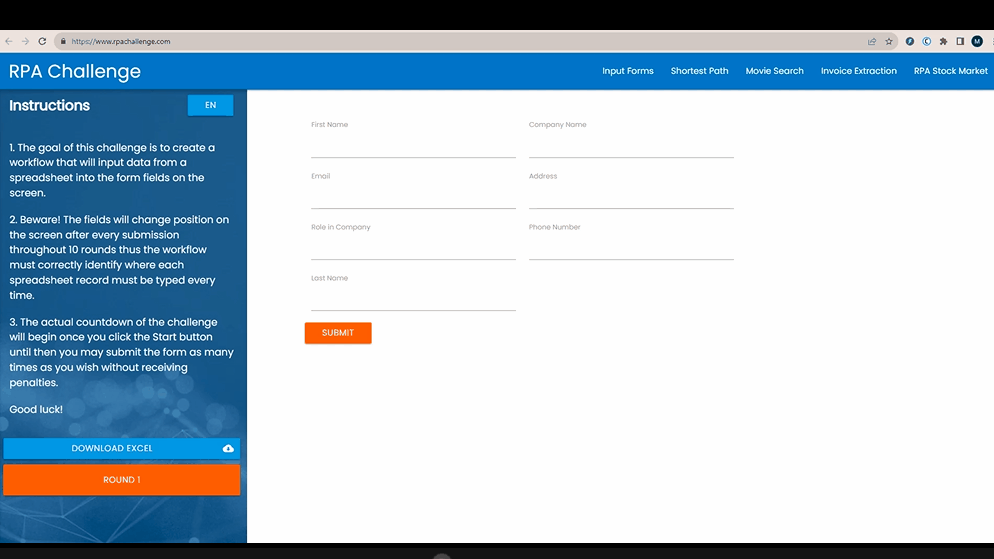 https://www.rpachallenge.com
M
RPA Challenge
Input Forms Shortest Path Movie Search Invoice Extraction RPA Stock Market
Instructions
EN
1. The goal of this challenge is to create a
workflow that will input data from a
spreadsheet into the form fields on the
screen.
2. Beware! The fields will change position on
the screen after every submission
throughout 10 rounds thus the workflow
must correctly identify where each
spreadsheet record must be typed every
time.
3. The actual countdown of the challenge
will begin once you click the Start button
until then you may submit the form as many
times as you wish without receiving
penalties.
Good luck!
DOWNLOAD EXCEL
ROUND 1
First Name Company Name
Email Address
Role in Company Phone Number
Last Name
SUBMIT